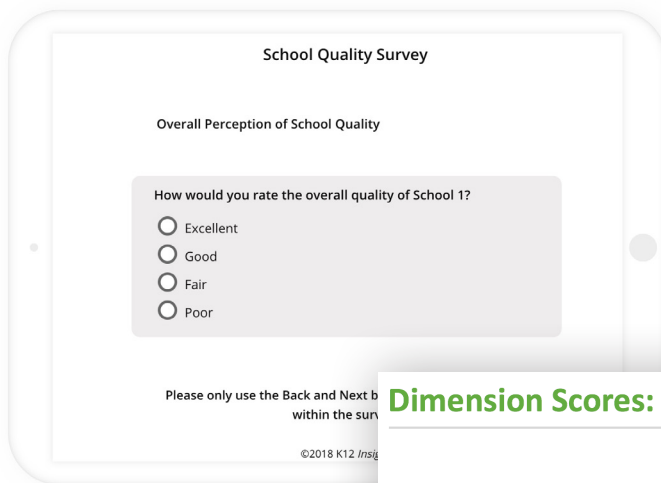 School Quality Survey
Overall Perception of School Quality
How would you rate the overall quality of School 1?
Excellent
Good
Fair
Poor
Please only use the Back and Next
within the
©2018 K12
Dimension Scores: